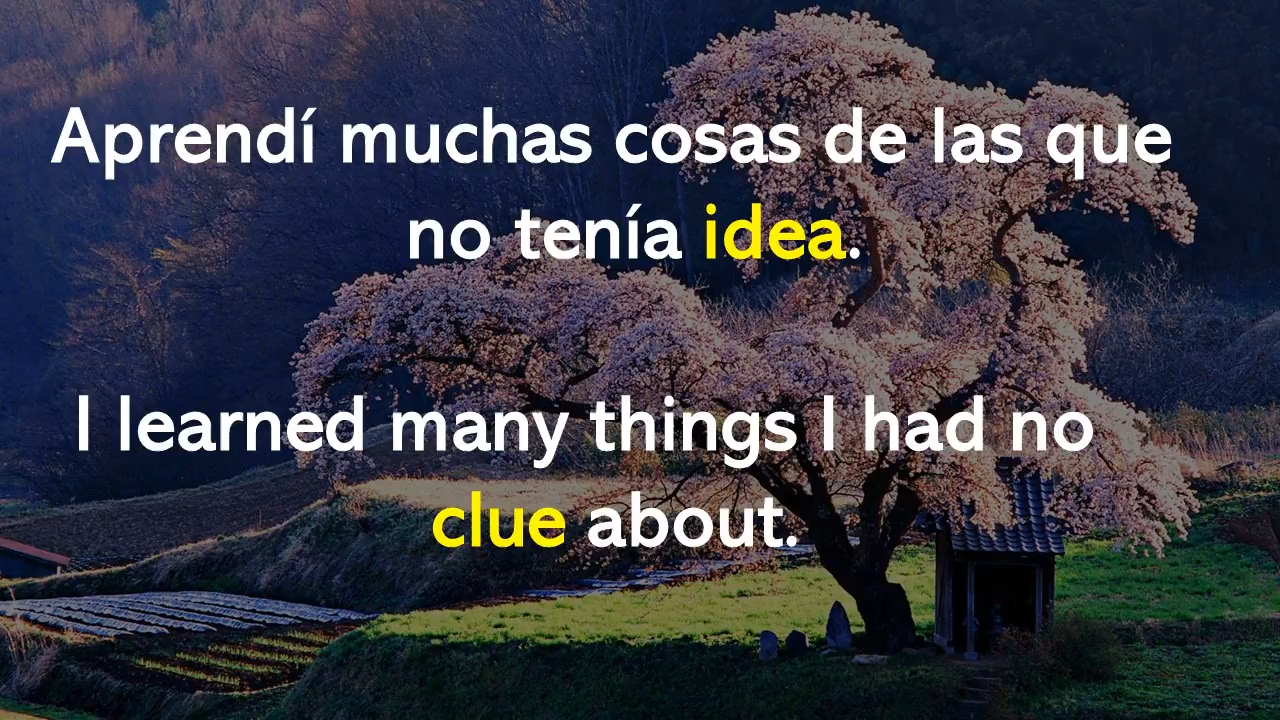 Aprendí muchas cosas de las que
no tenía idea.
I learned many things I had no
clue about.